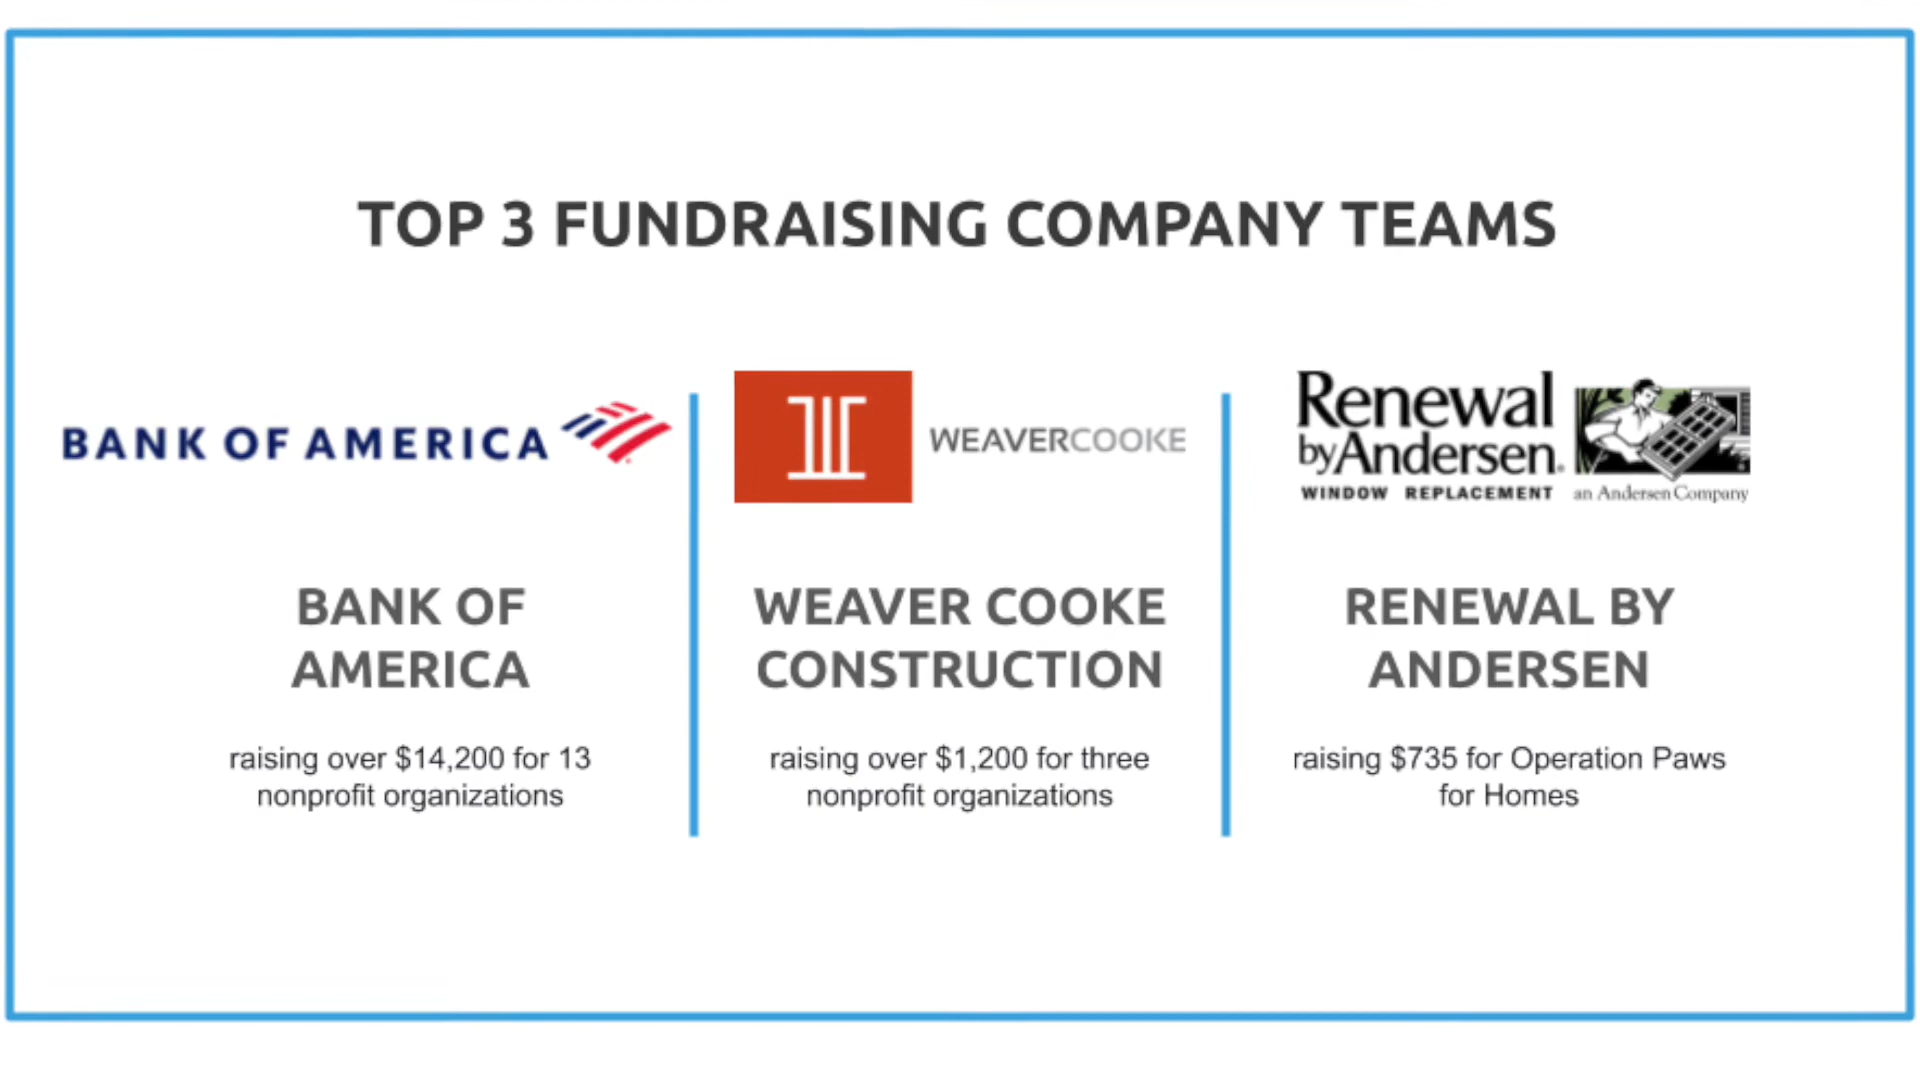 TOP 3 FUNDRAISING COMPANY TEAMS
BANK OF AMERICA
WEAVERCOOKE
Renewal
byAndersen.
WINDOW REPLACEMENT
an Andersen Company
BANK OF
AMERICA
raising over $14,200 for 13
nonprofit organizations
WEAVER COOKE
CONSTRUCTION
raising over $1,200 for three
nonprofit organizations
RENEWAL BY
ANDERSEN
raising $735 for Operation Paws
for Homes